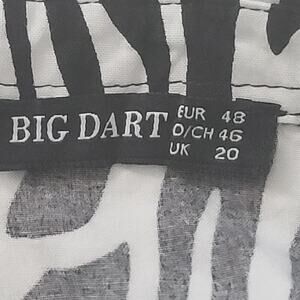 BIG DART
EUR 48
D/CH 46
UK 20